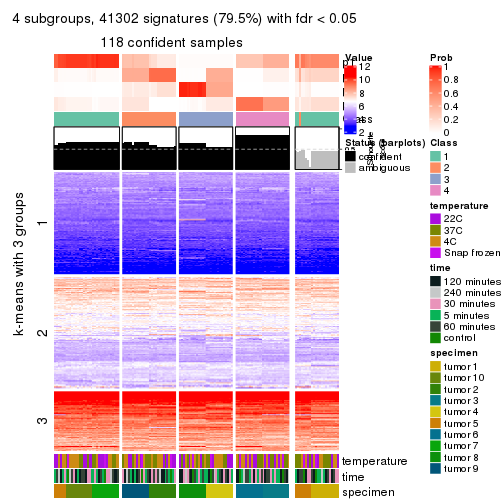 4 subgroups, 41302 signatures (79.5%) with fdr < 0.05
118 confident samples
k-means with 3 groups
1
2
3
Value
12
10
8
6
4
2
Status (barplots)
confident
ambiguous
Prob
1
0.8
0.6
0.4
0.2
0
Class
1
2
3
4
temperature
22C
37C
4C
Snap frozen
time
120 minutes
240 minutes
30 minutes
5 minutes
60 minutes
control
specimen
tumor 1
tumor 10
tumor 2
tumor 3
tumor 4
tumor 5
tumor 6
tumor 7
tumor 8
tumor 9
temperature
time
specimen